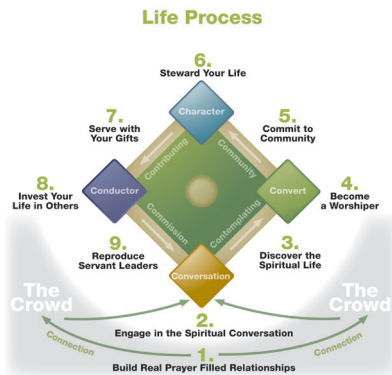 Life Process
6.
Steward Your Life
Character
7.
Serve with
Your Gifts
5.
Commit to
Community
Contributing
Community
8.
Invest Your
Life in Others
Conductor
Convert
4.
Become
a Worshiper
Commission
Contemplating
9.
Reproduce
Servant Leaders
3.
Discover the
Spiritual Life
Conversation
The
Crowd
The
Crowd
2.
Engage in the Spiritual Conversation
Connection
Connection
1.
Build Real Prayer Filled Relationships